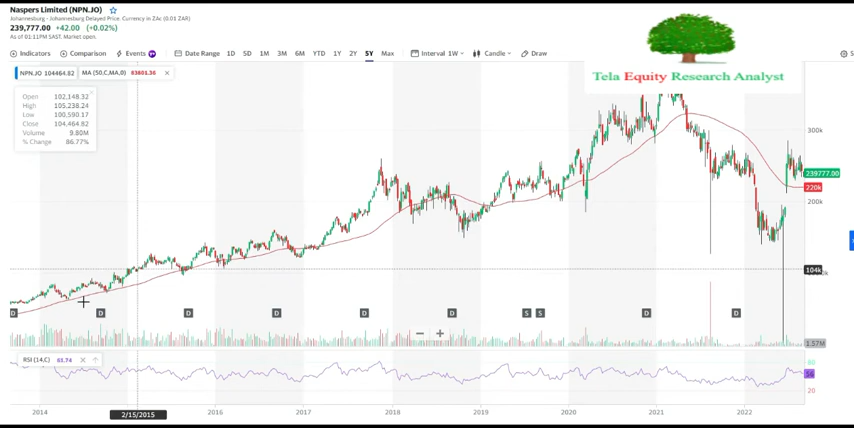 Naspers Limited (NPN.JO)
Johannesburg - Johannesburg Delayed Price. Currency in ZAc (0.01 ZAR)
239,777.00 +42.00 (+0.02%)
As of 01:11PM SAST. Market open.
Indicators Comparison Events Date Range 1D 5D 1M 3M 6M YTD 1Y 2Y 5Y Max Interval 1W Candle Draw
Tela Equity Research Analyst
NPN.JO 104464.82 MA (50,C,MA,0) 83801.36
Open 102,148.32
High 105,238.24
Low 100,590.17
Close 104,464.82
Volume 9.80M
% Change 86.77%
300k
239777.00
220k
200k
104k
D D D D D D S S D D
1.57M
RSI (14,C) 61.74
80
56
20
2014 2/15/2015 2016 2017 2018 2019 2020 2021 2022